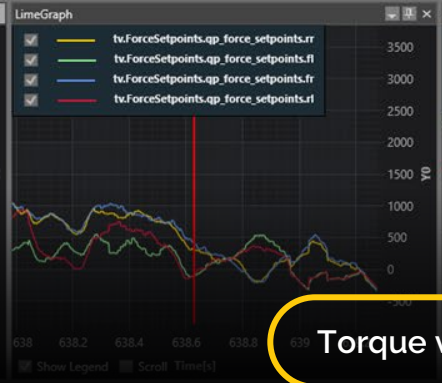 LimeGraph
tv.ForceSetpoints.qp_force_setpoints.rr
tv.ForceSetpoints.qp_force_setpoints.fl
tv.ForceSetpoints.qp_force_setpoints.fr
tv.ForceSetpoints.qp_force_setpoints.rl
3500
3000
2500
2000
1500
1000
500
0
-500
Y0
638 638.2 638.4 638.6 638.8 639
Show Legend Scroll Time[s]
Torque